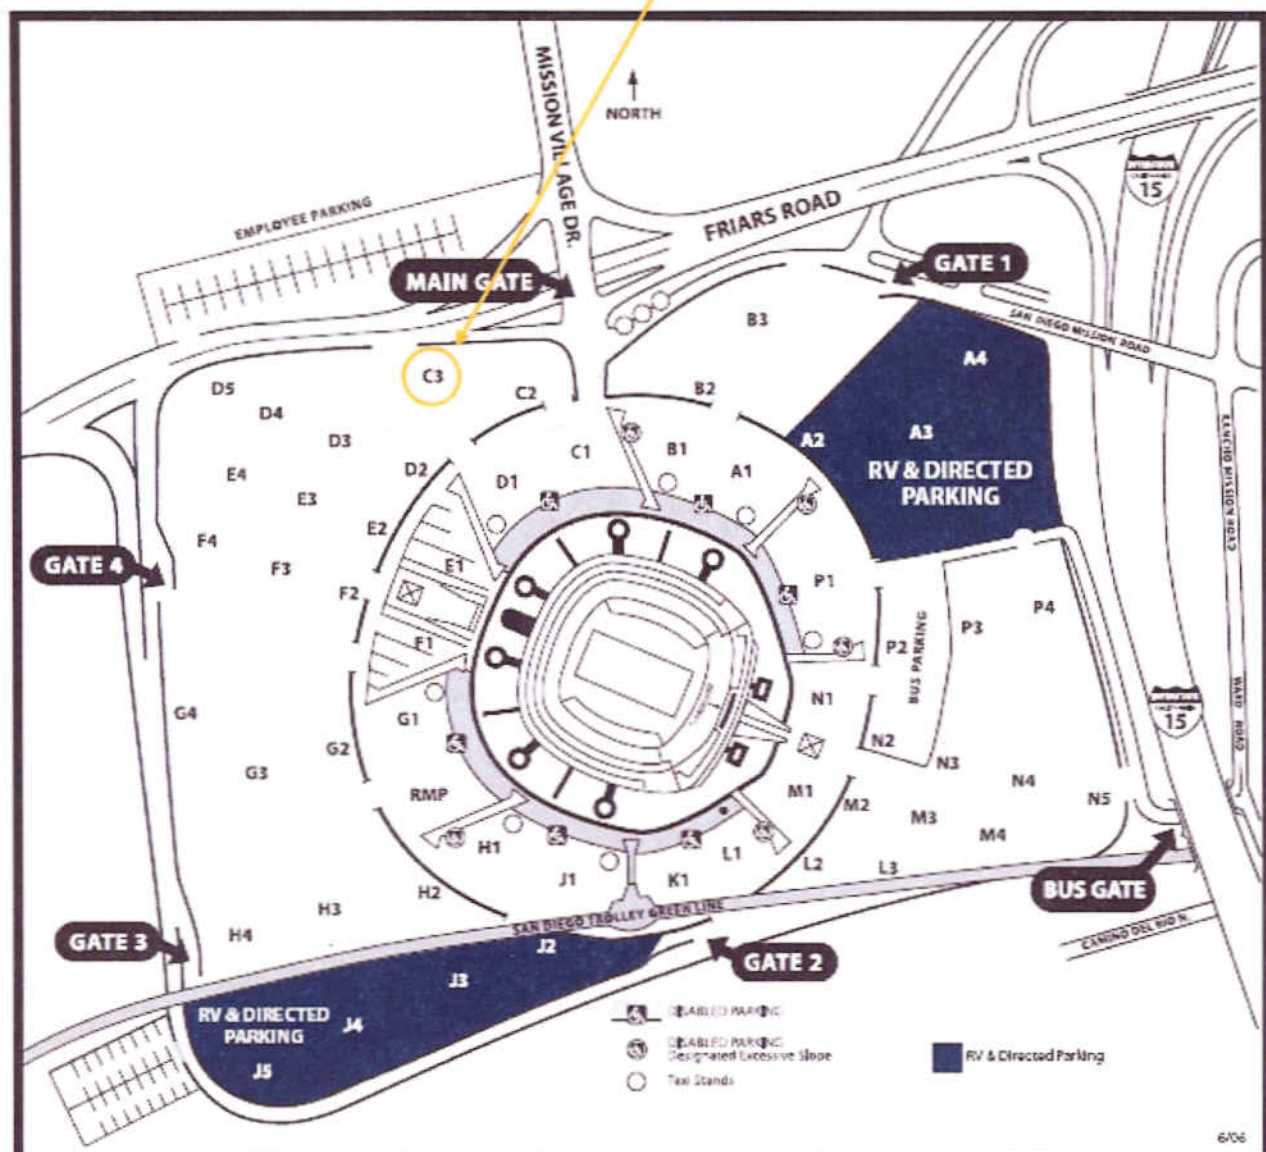 MISSION VILLAGE DR.
NORTH
15
EMPLOYEE PARKING
FRIARS ROAD
MAIN GATE
GATE 1
SAN DIEGO MISSION ROAD
B3
A4
C3
D5
C2
B2
D4
D3
A3
A2
C1
B1
A1
D2
E4
D1
RV & DIRECTED
PARKING
E3
RANCHO MISSION ROAD
E2
F4
GATE 4
E1
F3
P1
F2
P4
P3
F1
P2
BUS PARKING
N1
G4
G1
15
WARD ROAD
G2
N2
G3
N3
N4
RMP
M1
M2
N5
M3
M4
H1
L1
L2
L3
J1
K1
BUS GATE
H2
H3
SAN DIEGO TROLLEY GREEN LINE
H4
GATE 3
CAMINO DEL RIO N.
J2
GATE 2
J3
RV & DIRECTED
PARKING
J4
J5
DISABLED PARKING
DISABLED PARKING
Designated Excessive Slope
Taxi Stands
RV & Directed Parking
6/06